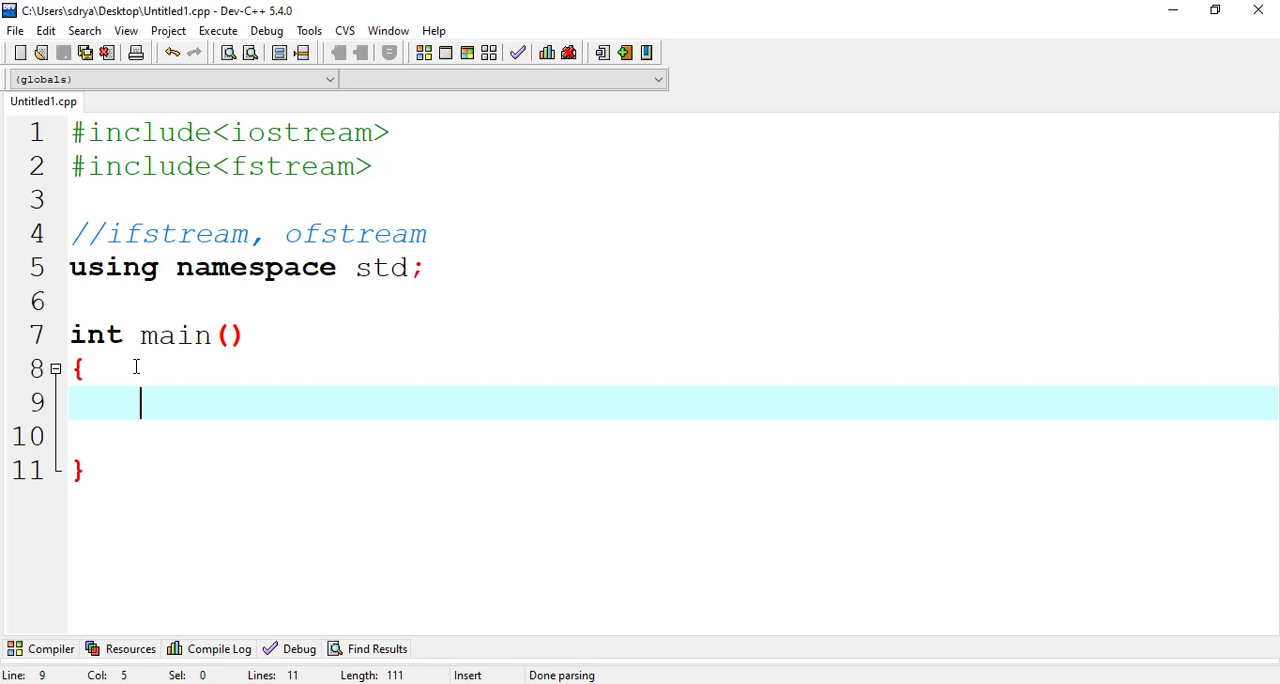 C:\Users\sdrya\Desktop\Untitled1.cpp - Dev-C++ 5.4.0
File Edit Search View Project Execute Debug Tools CVS Window Help
(globals)
Untitled1.cpp
1 #include<iostream>
2 #include<fstream>
3
4 //ifstream, ofstream
5 using namespace std;
6
7 int main()
8 {
9
10
11 }
Compiler Resources Compile Log Debug Find Results
Line: 9 Col: 5 Sel: 0 Lines: 11 Length: 111 Insert Done parsing